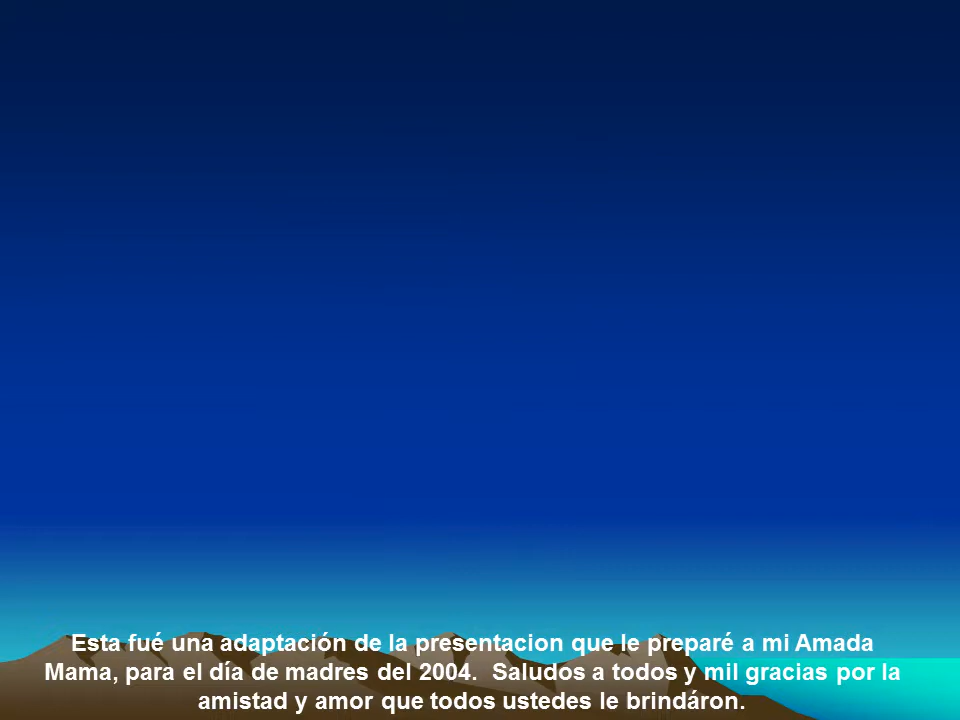 Esta fué una adaptación de la presentacion que le preparé a mi Amada
Mama, para el día de madres del 2004.  Saludos a todos y mil gracias por la
amistad y amor que todos ustedes le brindáron.